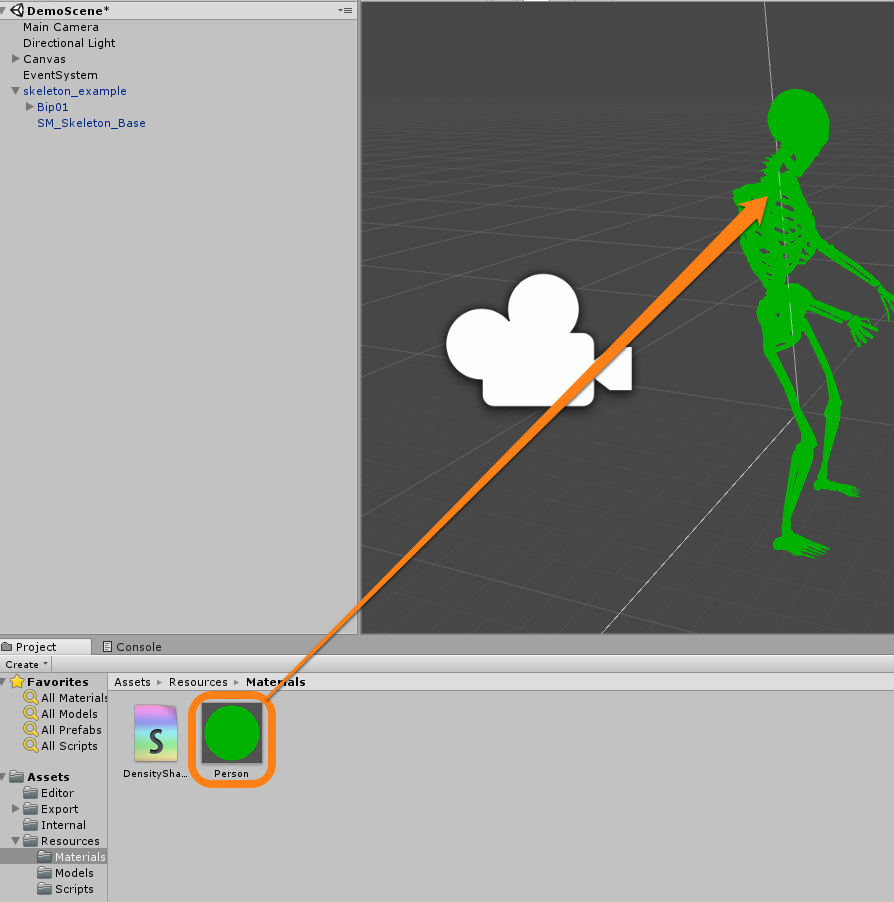 DemoScene*
Main Camera
Directional Light
Canvas
EventSystem
skeleton_example
Bip01
SM_Skeleton_Base
Project
Console
Create
Favorites
All Materials
All Models
All Prefabs
All Scripts
Assets
Editor
Export
Internal
Resources
Materials
Models
Scripts
Assets ▸ Resources ▸ Materials
S
DensitySha...
Person